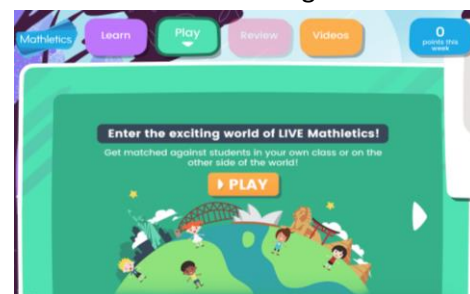 Mathletics
Learn
Play
Review
Videos
0
points this
week
Enter the exciting world of LIVE Mathletics!
Get matched against students in your own class or on the
other side of the world!
PLAY